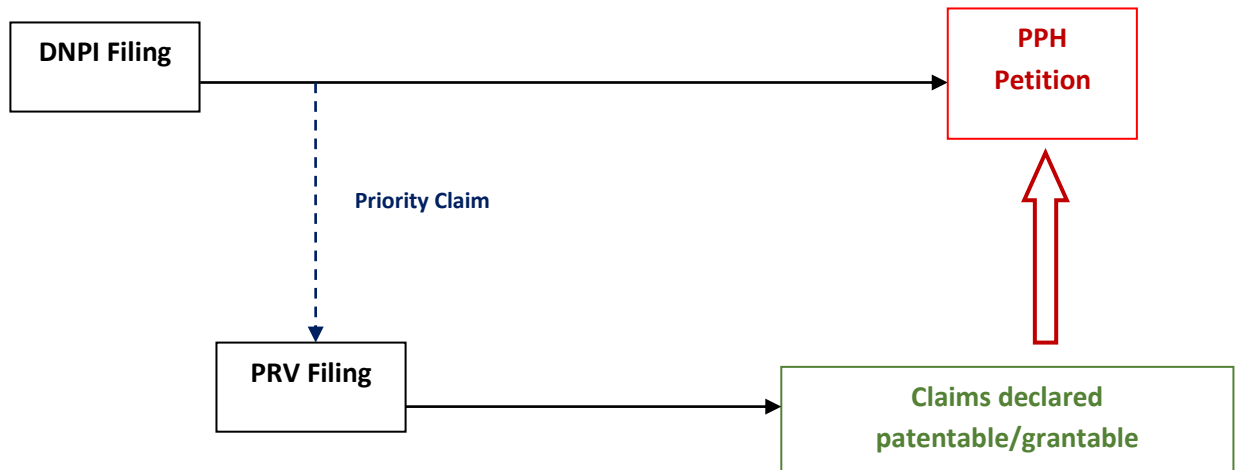 DNPI Filing
PPH
Petition
Priority Claim
PRV Filing
Claims declared
patentable/grantable